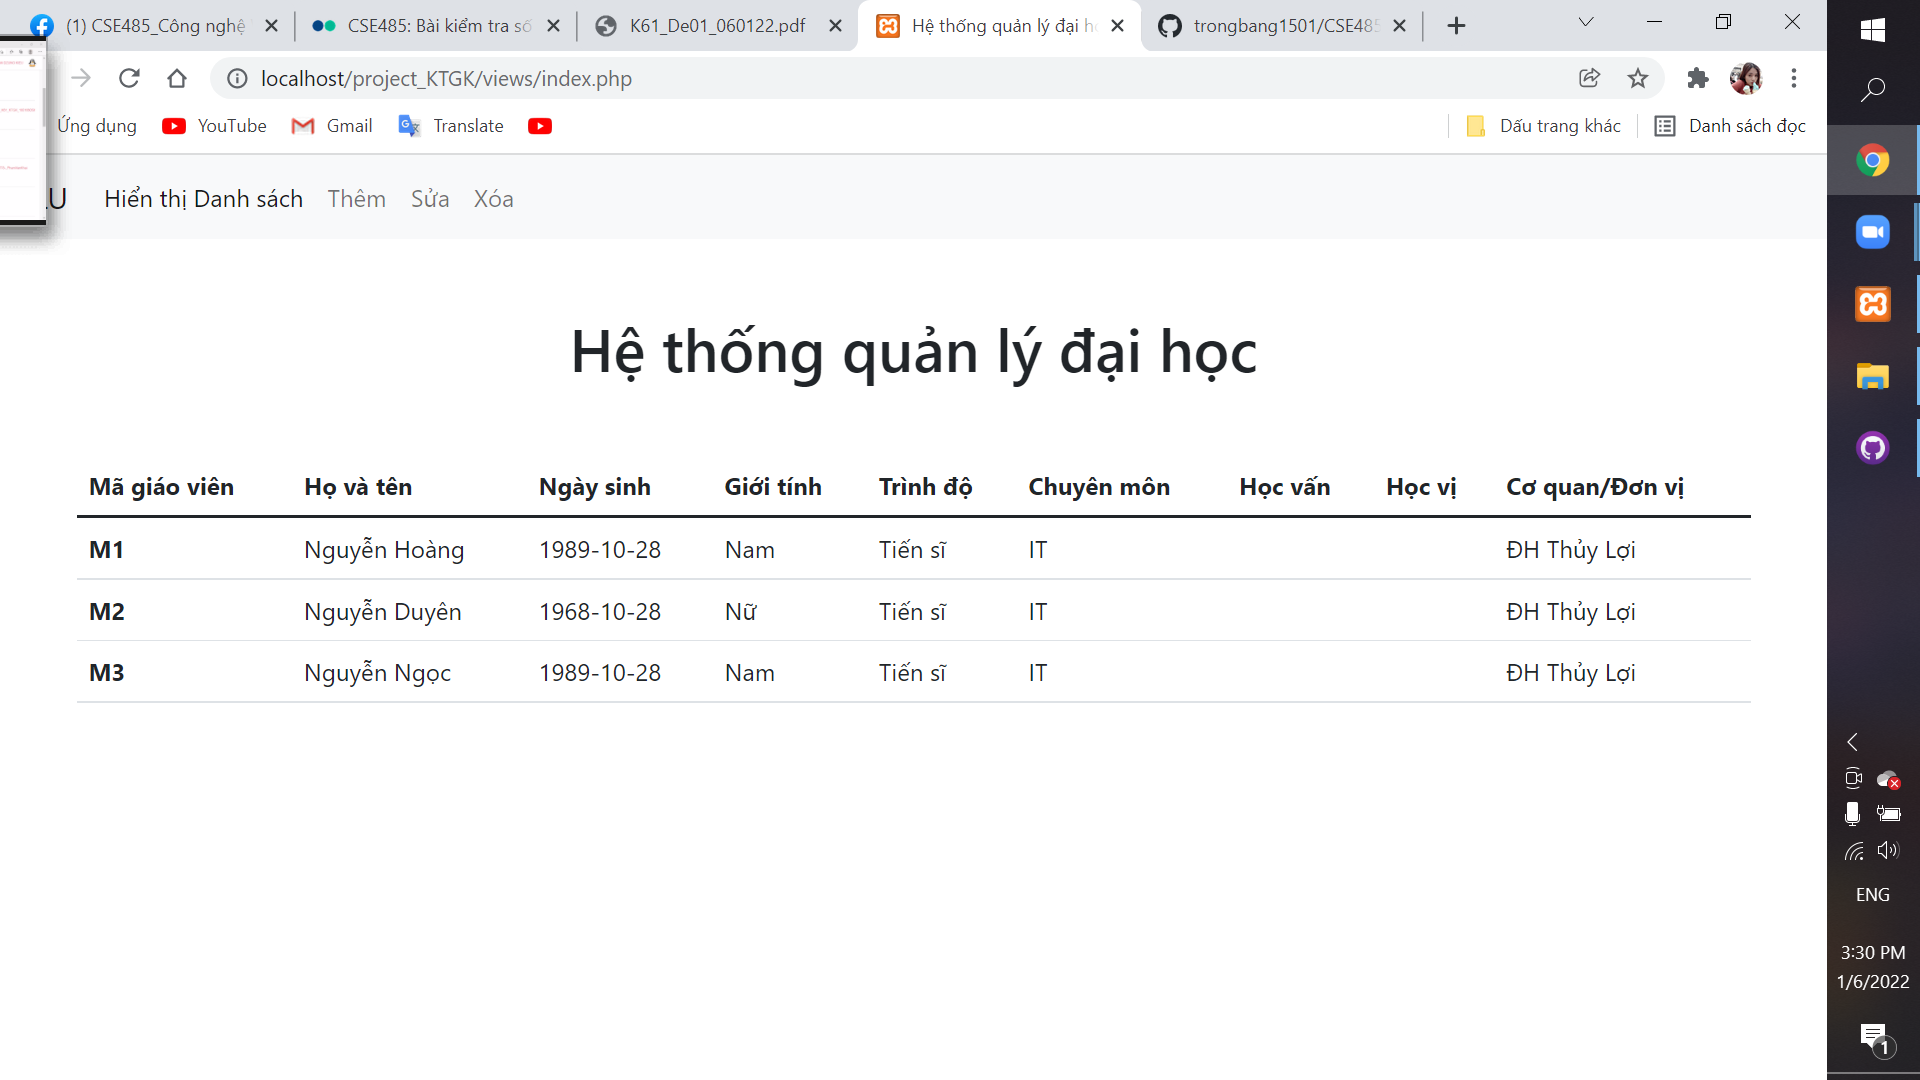 (1) CSE485_Công nghệ
CSE485: Bài kiểm tra số
K61_De01_060122.pdf
Hệ thống quản lý đại họ
trongbang1501/CSE485
localhost/project_KTGK/views/index.php
Ứng dụng
YouTube
Gmail
Translate
Dấu trang khác
Danh sách đọc
U Hiển thị Danh sách Thêm Sửa Xóa
Hệ thống quản lý đại học
Mã giáo viên Họ và tên Ngày sinh Giới tính Trình độ Chuyên môn Học vấn Học vị Cơ quan/Đơn vị
M1 Nguyễn Hoàng 1989-10-28 Nam Tiến sĩ IT ĐH Thủy Lợi
M2 Nguyễn Duyên 1968-10-28 Nữ Tiến sĩ IT ĐH Thủy Lợi
M3 Nguyễn Ngọc 1989-10-28 Nam Tiến sĩ IT ĐH Thủy Lợi
ENG
3:30 PM
1/6/2022
1